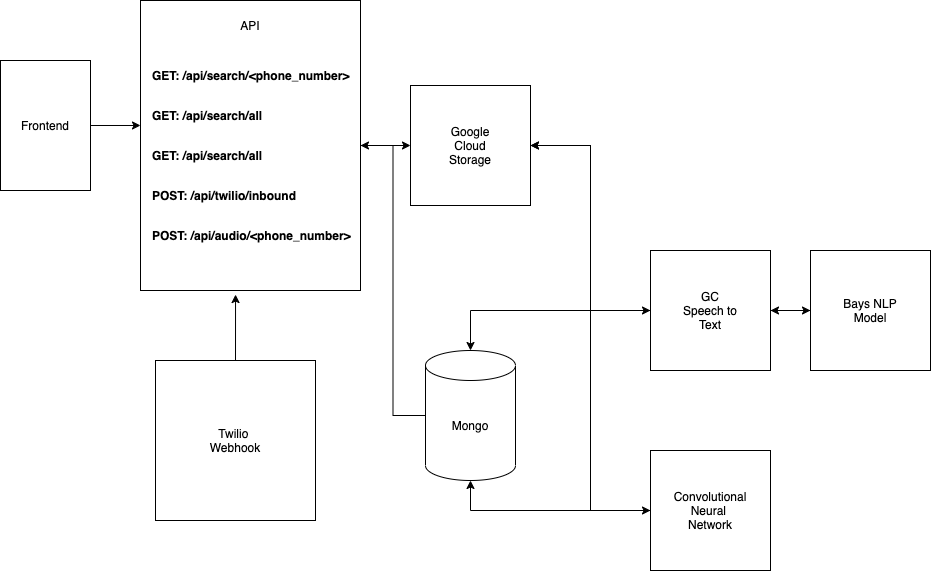 API
GET: /api/search/<phone_number>
GET: /api/search/all
GET: /api/search/all
POST: /api/twilio/inbound
POST: /api/audio/<phone_number>
Frontend
Google
Cloud
Storage
GC
Speech to
Text
Bays NLP
Model
Mongo
Twilio
Webhook
Convolutional
Neural
Network